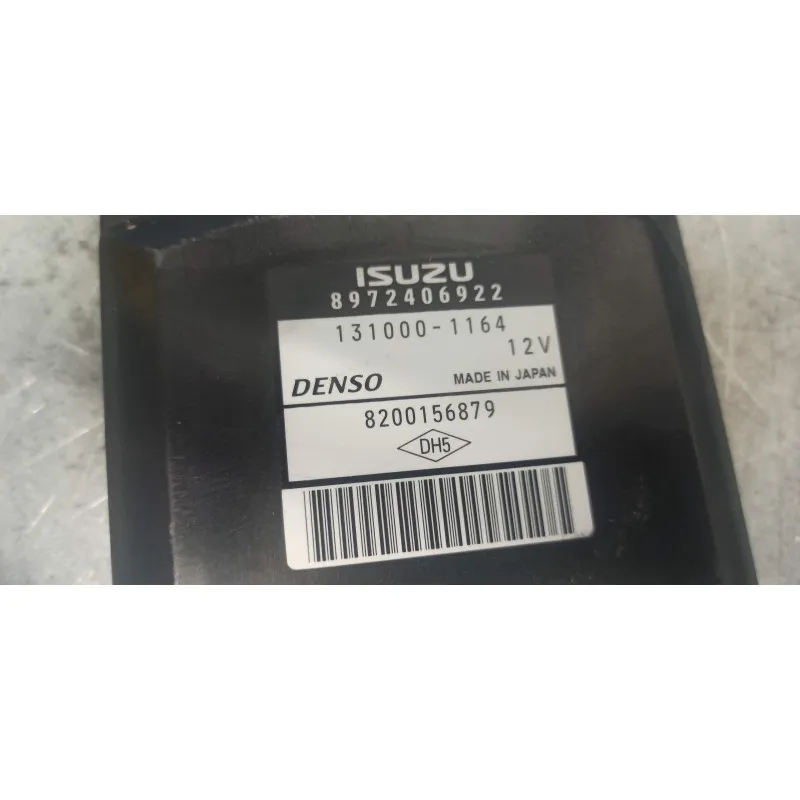 ISUZU
8972406922
131000-1164
12V
DENSO MADE IN JAPAN
8200156879
DH5